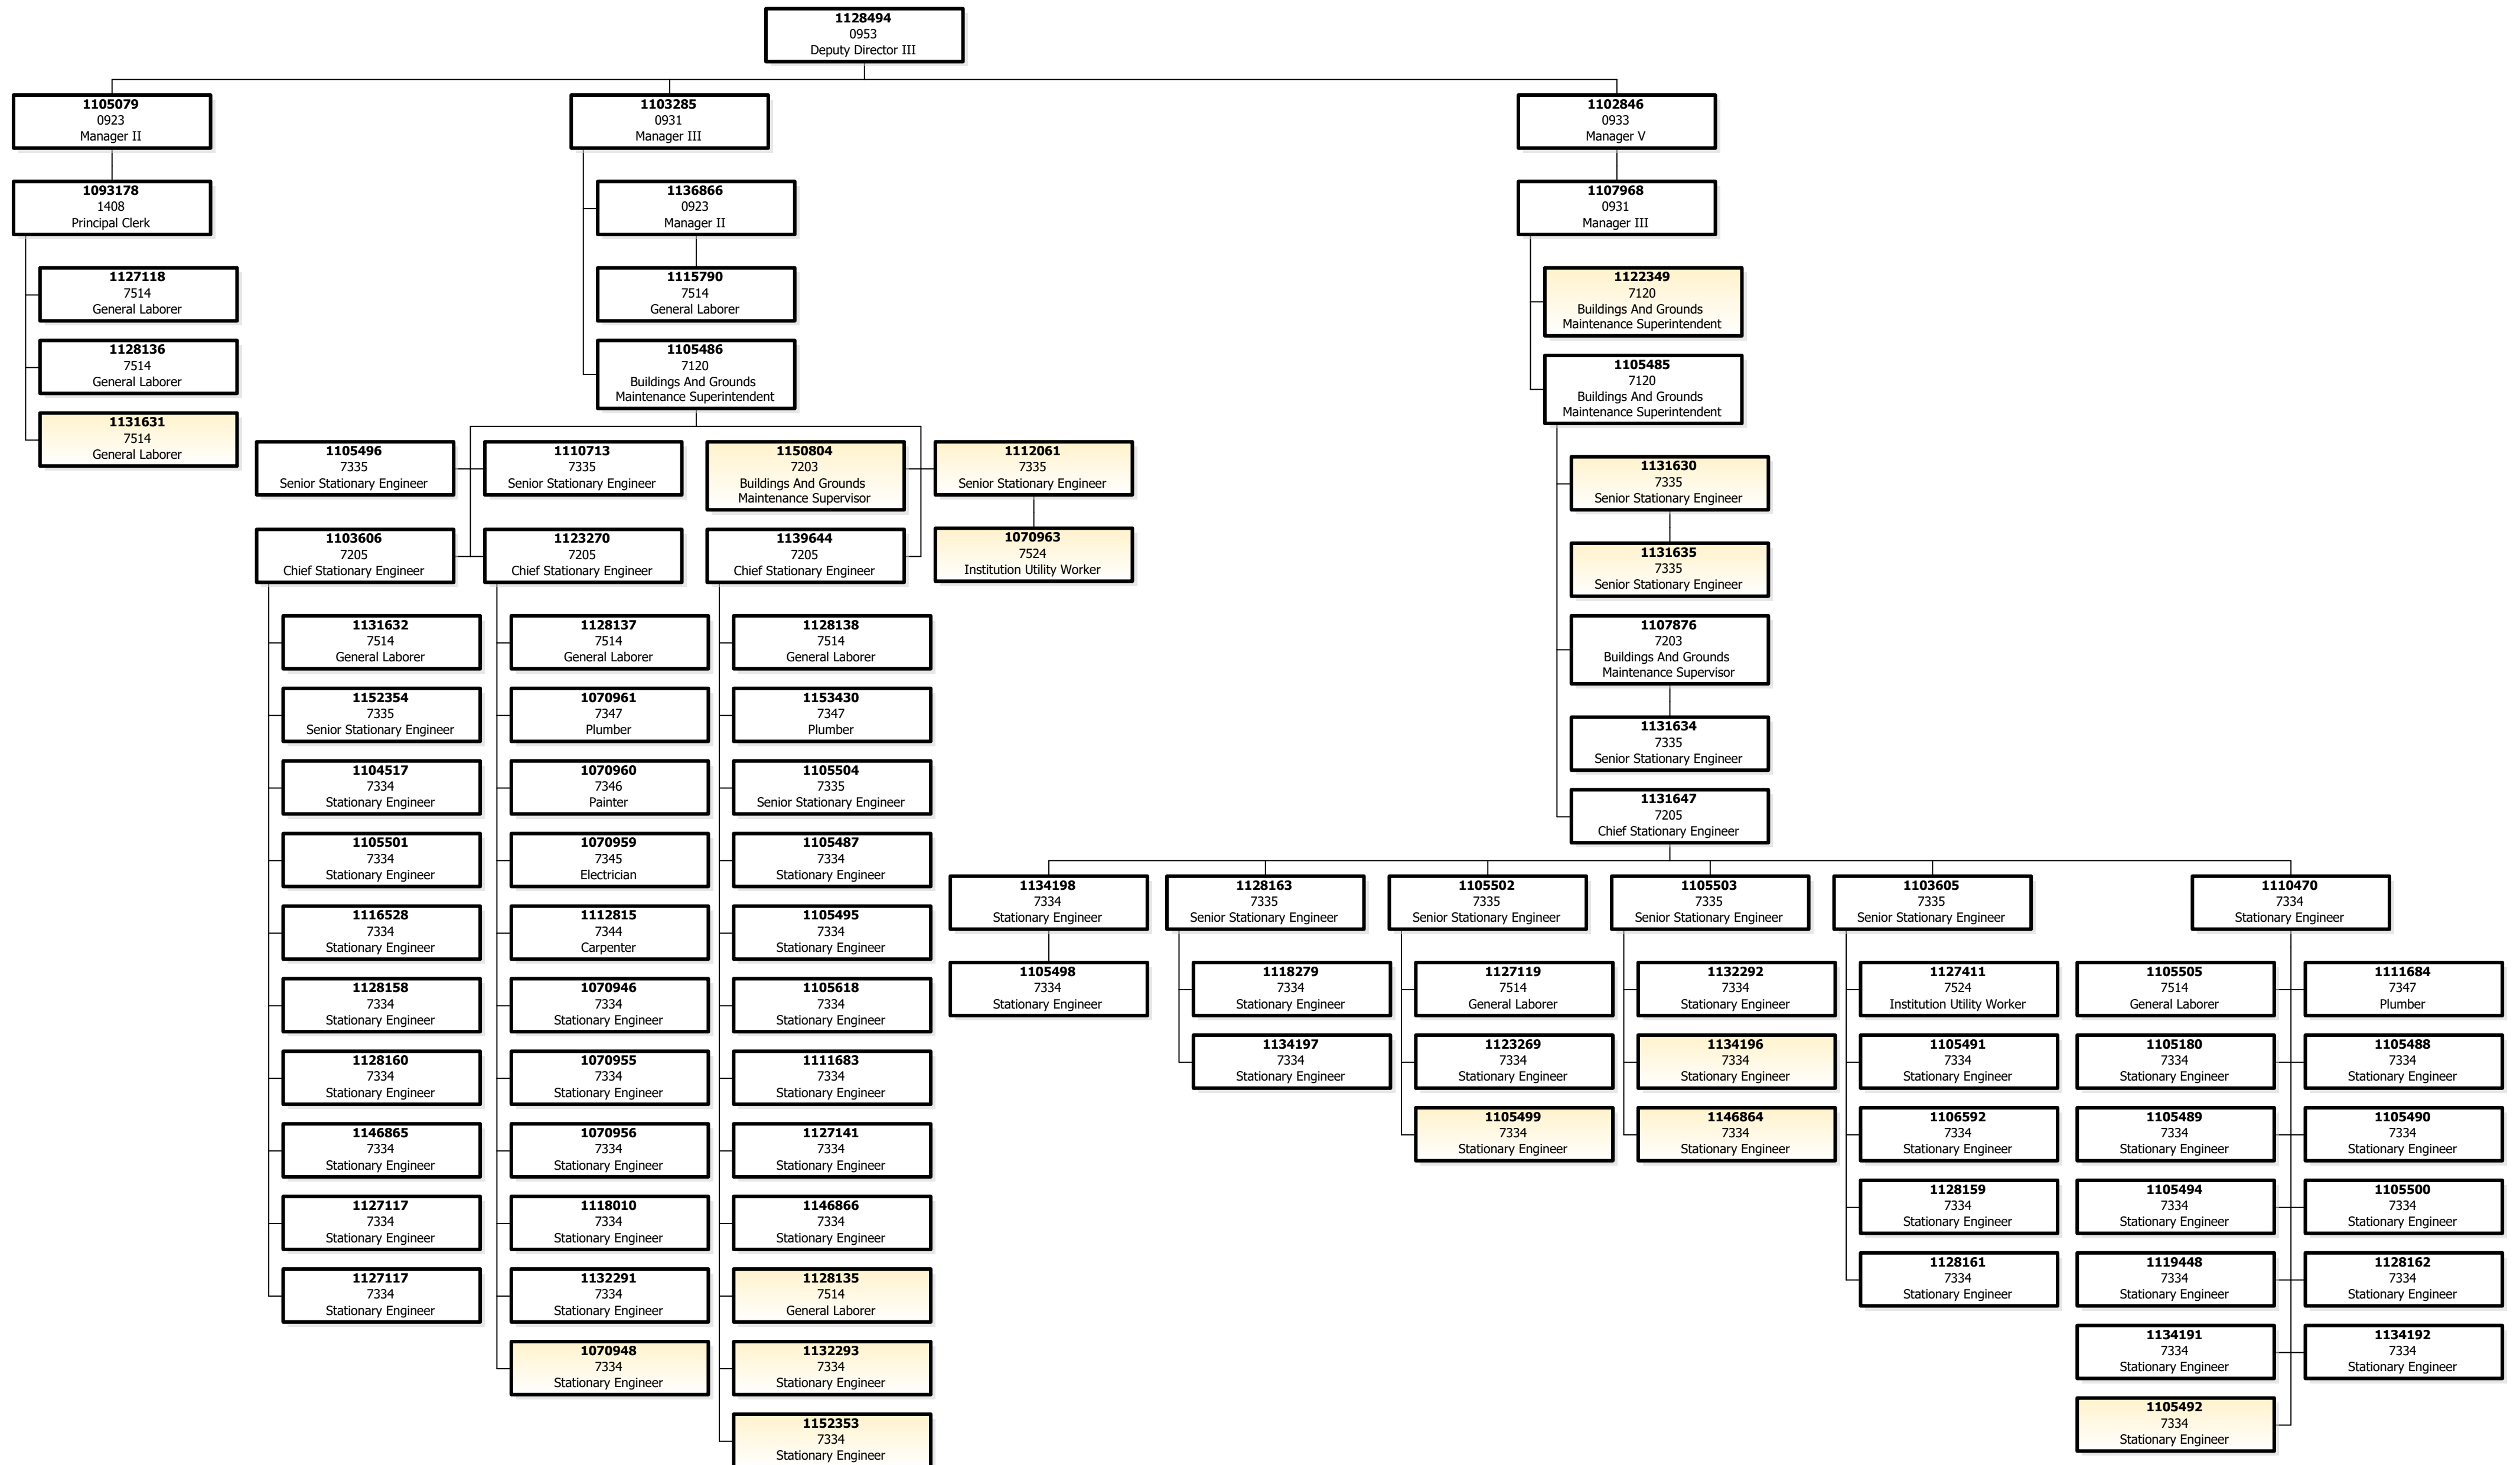 1128494
0953
Deputy Director III
1105079
0923
Manager II
1103285
0931
Manager III
1102846
0933
Manager V
1093178
1408
Principal Clerk
1127118
7514
General Laborer
1128136
7514
General Laborer
1131631
7514
General Laborer
1136866
0923
Manager II
1115790
7514
General Laborer
1105486
7120
Buildings And Grounds
Maintenance Superintendent
1105496
7335
Senior Stationary Engineer
1110713
7335
Senior Stationary Engineer
1150804
7203
Buildings And Grounds
Maintenance Supervisor
1112061
7335
Senior Stationary Engineer
1070963
7524
Institution Utility Worker
1103606
7205
Chief Stationary Engineer
1123270
7205
Chief Stationary Engineer
1139644
7205
Chief Stationary Engineer
1131632
7514
General Laborer
1152354
7335
Senior Stationary Engineer
1104517
7334
Stationary Engineer
1105501
7334
Stationary Engineer
1116528
7334
Stationary Engineer
1128158
7334
Stationary Engineer
1128160
7334
Stationary Engineer
1146865
7334
Stationary Engineer
1127117
7334
Stationary Engineer
1127117
7334
Stationary Engineer
1128137
7514
General Laborer
1070961
7347
Plumber
1070960
7346
Painter
1070959
7345
Electrician
1112815
7344
Carpenter
1070946
7334
Stationary Engineer
1070955
7334
Stationary Engineer
1070956
7334
Stationary Engineer
1118010
7334
Stationary Engineer
1132291
7334
Stationary Engineer
1070948
7334
Stationary Engineer
1128138
7514
General Laborer
1153430
7347
Plumber
1105504
7335
Senior Stationary Engineer
1105487
7334
Stationary Engineer
1105495
7334
Stationary Engineer
1105618
7334
Stationary Engineer
1111683
7334
Stationary Engineer
1127141
7334
Stationary Engineer
1146866
7334
Stationary Engineer
1128135
7514
General Laborer
1132293
7334
Stationary Engineer
1152353
7334
Stationary Engineer
1107968
0931
Manager III
1122349
7120
Buildings And Grounds
Maintenance Superintendent
1105485
7120
Buildings And Grounds
Maintenance Superintendent
1131630
7335
Senior Stationary Engineer
1131635
7335
Senior Stationary Engineer
1107876
7203
Buildings And Grounds
Maintenance Supervisor
1131634
7335
Senior Stationary Engineer
1131647
7205
Chief Stationary Engineer
1134198
7334
Stationary Engineer
1105498
7334
Stationary Engineer
1128163
7335
Senior Stationary Engineer
1118279
7334
Stationary Engineer
1134197
7334
Stationary Engineer
1105502
7335
Senior Stationary Engineer
1127119
7514
General Laborer
1123269
7334
Stationary Engineer
1105499
7334
Stationary Engineer
1105503
7335
Senior Stationary Engineer
1132292
7334
Stationary Engineer
1134196
7334
Stationary Engineer
1146864
7334
Stationary Engineer
1103605
7335
Senior Stationary Engineer
1127411
7524
Institution Utility Worker
1105491
7334
Stationary Engineer
1106592
7334
Stationary Engineer
1128159
7334
Stationary Engineer
1128161
7334
Stationary Engineer
1110470
7334
Stationary Engineer
1105505
7514
General Laborer
1111684
7347
Plumber
1105180
7334
Stationary Engineer
1105488
7334
Stationary Engineer
1105489
7334
Stationary Engineer
1105490
7334
Stationary Engineer
1105494
7334
Stationary Engineer
1105500
7334
Stationary Engineer
1119448
7334
Stationary Engineer
1128162
7334
Stationary Engineer
1134191
7334
Stationary Engineer
1134192
7334
Stationary Engineer
1105492
7334
Stationary Engineer